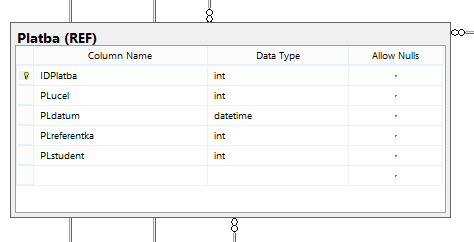 Platba (REF)
Column Name Data Type Allow Nulls
IDPlatba int
PLucel int
PLdatum datetime
PLreferentka int
PLstudent int